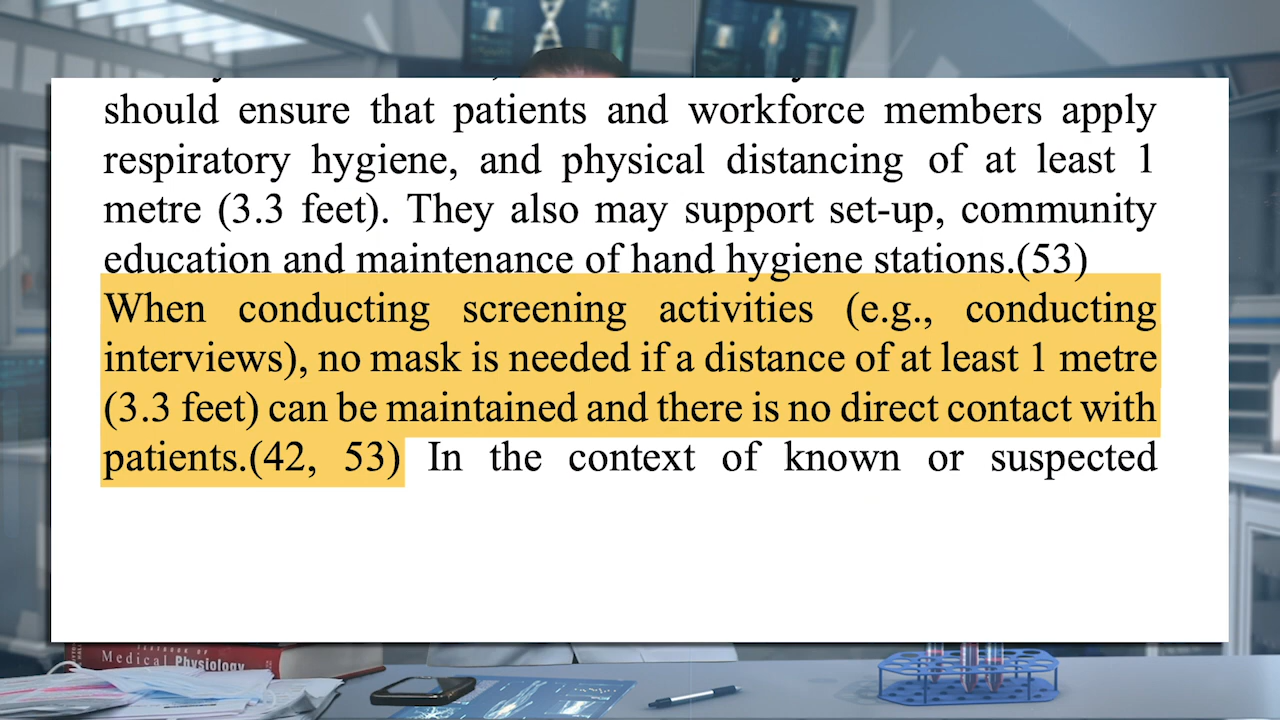 should ensure that patients and workforce members apply
respiratory hygiene, and physical distancing of at least 1
metre (3.3 feet). They also may support set-up, community
education and maintenance of hand hygiene stations.(53)
When conducting screening activities (e.g., conducting
interviews), no mask is needed if a distance of at least 1 metre
(3.3 feet) can be maintained and there is no direct contact with
patients.(42, 53) In the context of known or suspected
TEXTBOOK OF
Medical Physiology